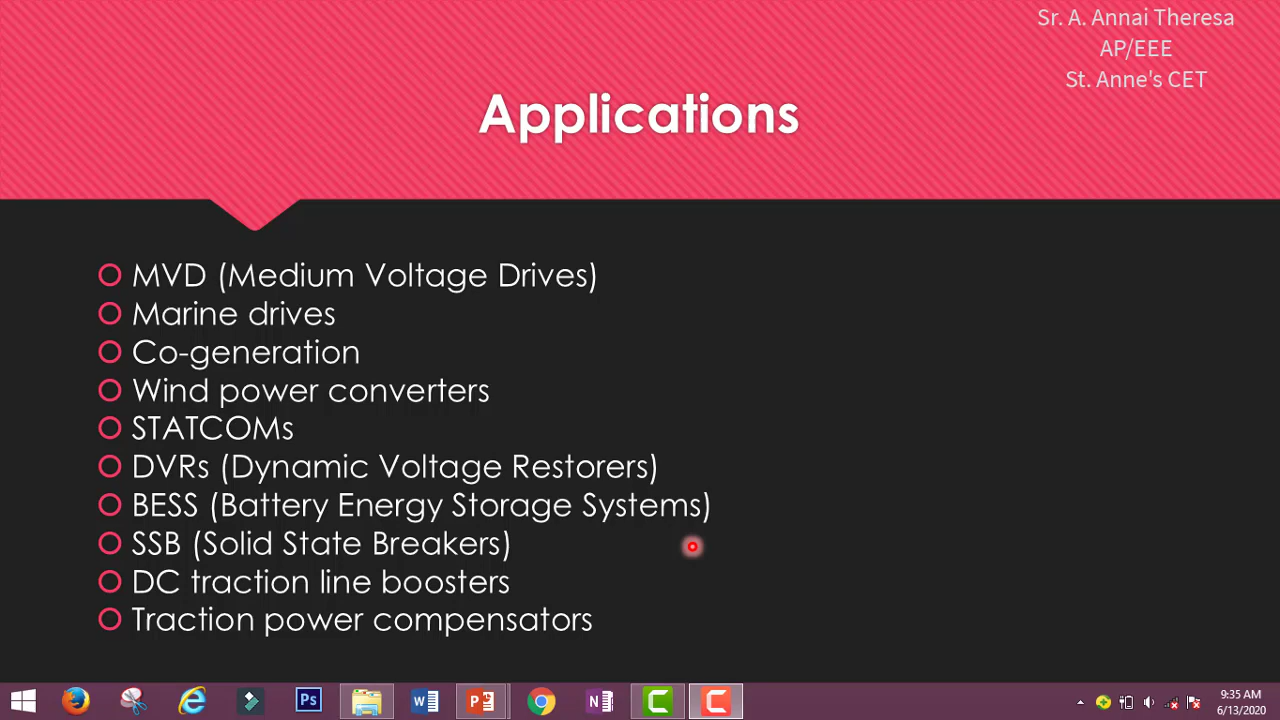 Sr. A. Annai Theresa
AP/EEE
St. Anne's CET
Applications
MVD (Medium Voltage Drives)
Marine drives
Co-generation
Wind power converters
STATCOMs
DVRs (Dynamic Voltage Restorers)
BESS (Battery Energy Storage Systems)
SSB (Solid State Breakers)
DC traction line boosters
Traction power compensators
Ps
9:35 AM
6/13/2020